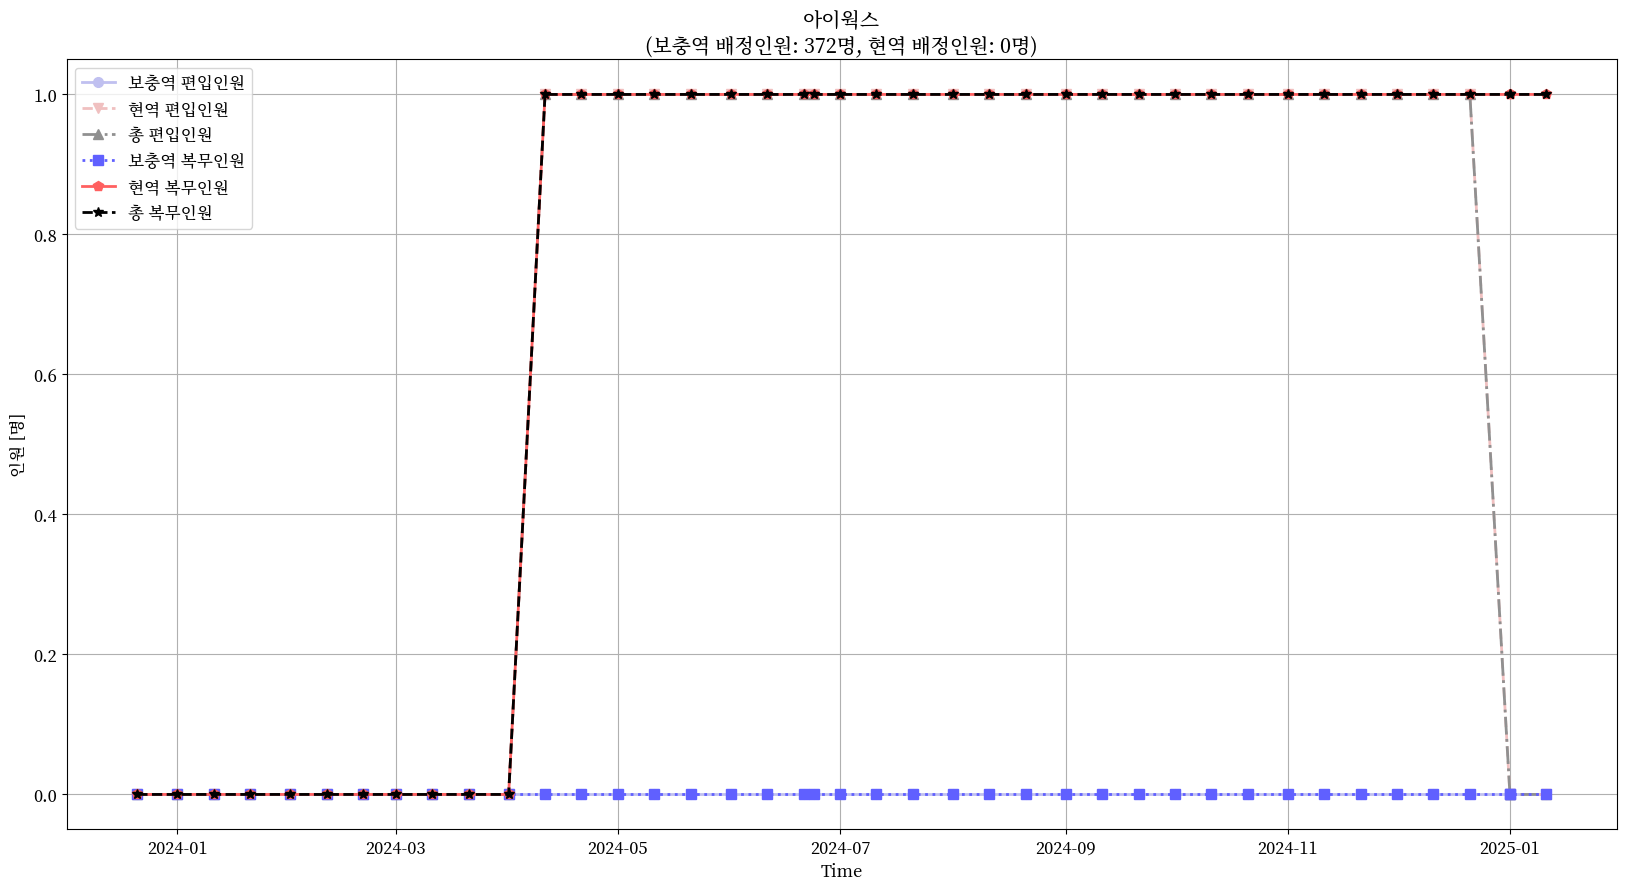 아이웍스
(보충역 배정인원: 372명, 현역 배정인원: 0명)
보충역 편입인원
현역 편입인원
총 편입인원
보충역 복무인원
현역 복무인원
총 복무인원
인원 [명]
1.0
0.8
0.6
0.4
0.2
0.0
2024-01
2024-03
2024-05
2024-07
2024-09
2024-11
2025-01
Time